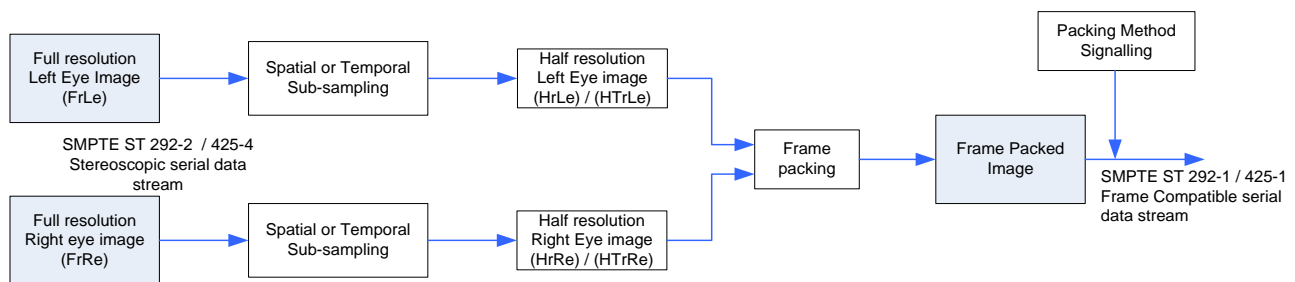 Full resolution
Left Eye Image
(FrLe)
Spatial or Temporal
Sub-sampling
Half resolution
Left Eye image
(HrLe) / (HTrLe)
Packing Method
Signalling
SMPTE ST 292-2 / 425-4
Stereoscopic serial data
stream
Frame
packing
Frame Packed
Image
SMPTE ST 292-1 / 425-1
Frame Compatible serial
data stream
Full resolution
Right eye image
(FrRe)
Spatial or Temporal
Sub-sampling
Half resolution
Right Eye image
(HrRe) / (HTrRe)